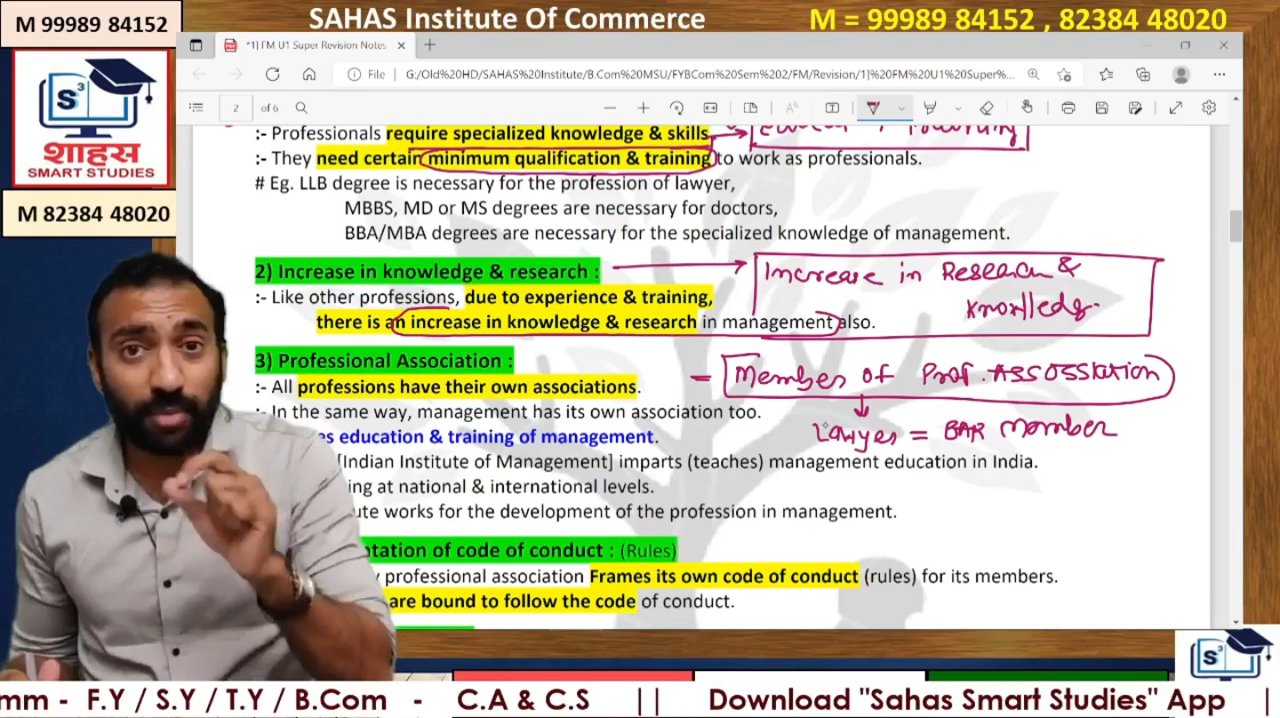 M 99989 84152
SAHAS Institute Of Commerce
M = 99989 84152 , 82384 48020
*1] FM U1 Super Revision Notes
File
G:/Old%20HD/SAHAS%20Institute/B.Com%20MSU/FYBCom%20Sem%202/FM/Revision/1]%20FM%20U1%20Super%...
2 of 6
S³
शाहस
SMART STUDIES
M 82384 48020
:- Professionals require specialized knowledge & skills
:- They need certain minimum qualification & training to work as professionals.
# Eg. LLB degree is necessary for the profession of lawyer,
MBBS, MD or MS degrees are necessary for doctors,
BBA/MBA degrees are necessary for the specialized knowledge of management.
2) Increase in knowledge & research :
Increase in Research &
knowledge
:- Like other professions, due to experience & training,
there is an increase in knowledge & research in management also.
3) Professional Association :
= Member of Prof. Assossiation
:- All professions have their own associations.
:- In the same way, management has its own association too.
Lawyes = BAR member
es education & training of management.
[Indian Institute of Management] imparts (teaches) management education in India.
ing at national & international levels.
ute works for the development of the profession in management.
ntation of code of conduct : (Rules)
professional association Frames its own code of conduct (rules) for its members.
are bound to follow the code of conduct.
S³
mm - F.Y / S.Y / T.Y / B.Com - C.A & C.S || Download "Sahas Smart Studies" App |